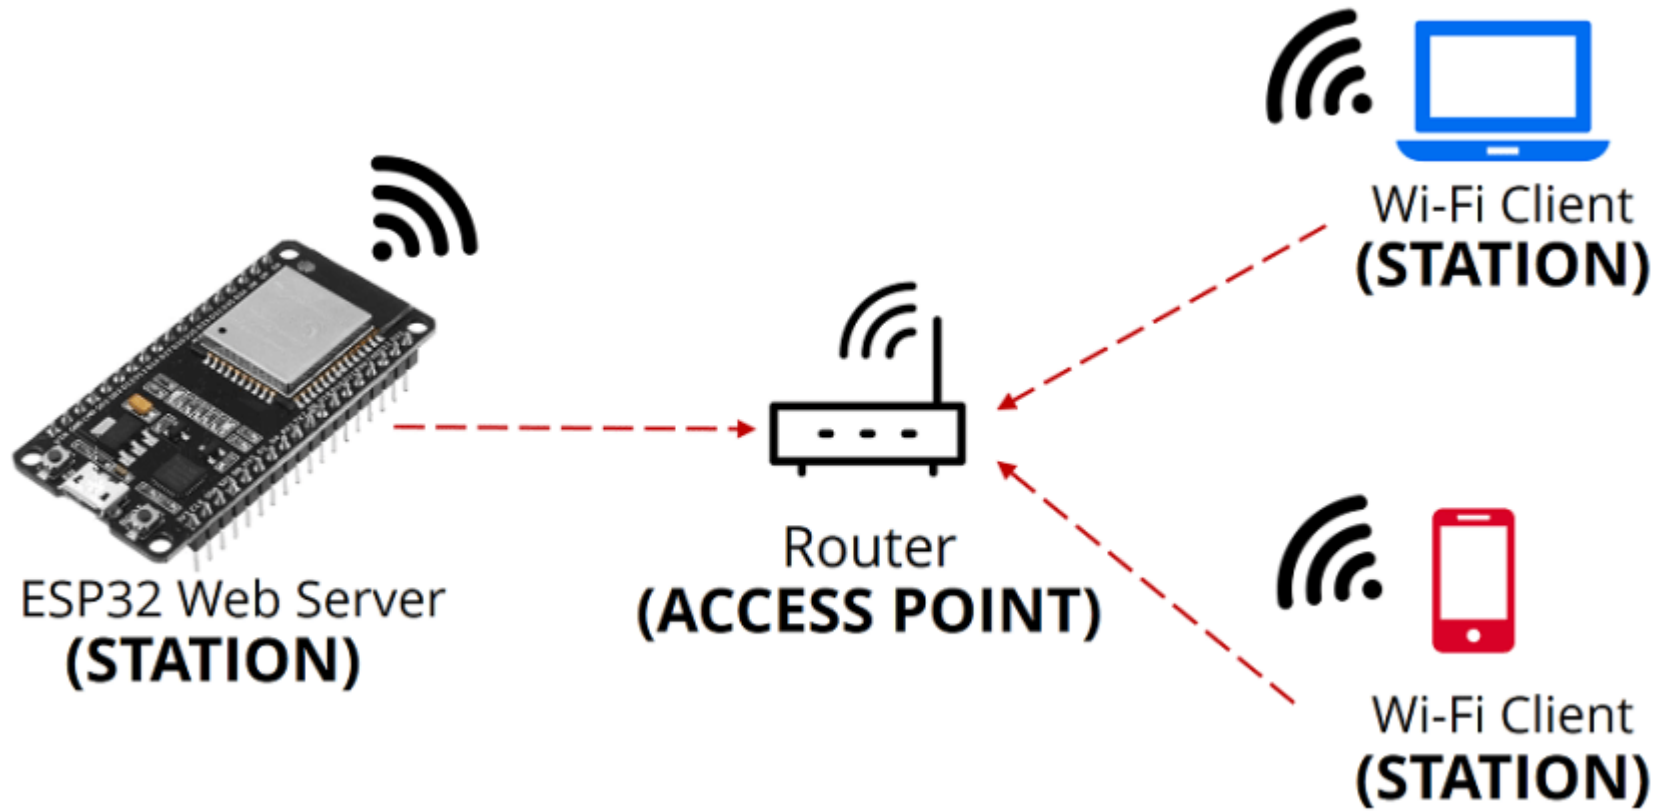 Wi-Fi Client
(STATION)
Router
(ACCESS POINT)
ESP32 Web Server
(STATION)
Wi-Fi Client
(STATION)